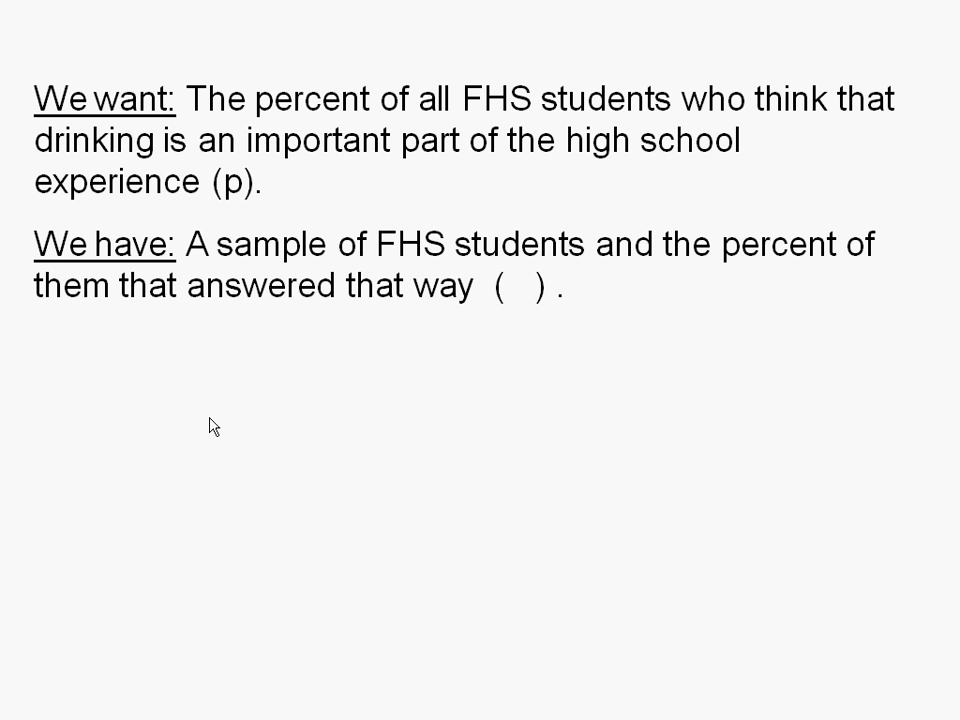 We want: The percent of all FHS students who think that
drinking is an important part of the high school
experience (p).
We have: A sample of FHS students and the percent of
them that answered that way ( ) .